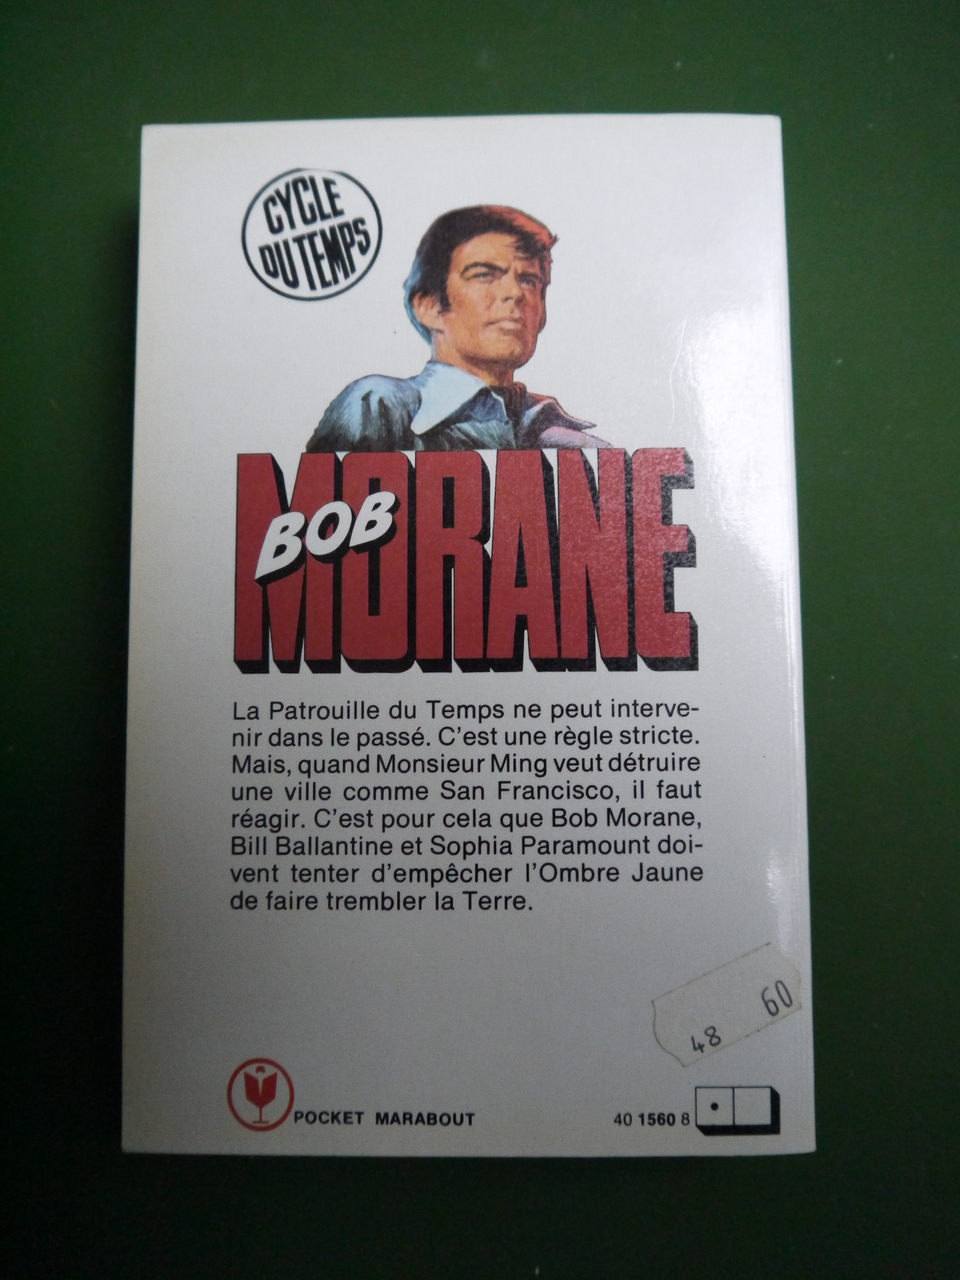 CYCLE
DU TEMPS
BOB
MORANE
La Patrouille du Temps ne peut interve-
nir dans le passé. C'est une règle stricte.
Mais, quand Monsieur Ming veut détruire
une ville comme San Francisco, il faut
réagir. C'est pour cela que Bob Morane,
Bill Ballantine et Sophia Paramount doi-
vent tenter d'empêcher l'Ombre Jaune
de faire trembler la Terre.
48 60
POCKET MARABOUT
40 1560 8